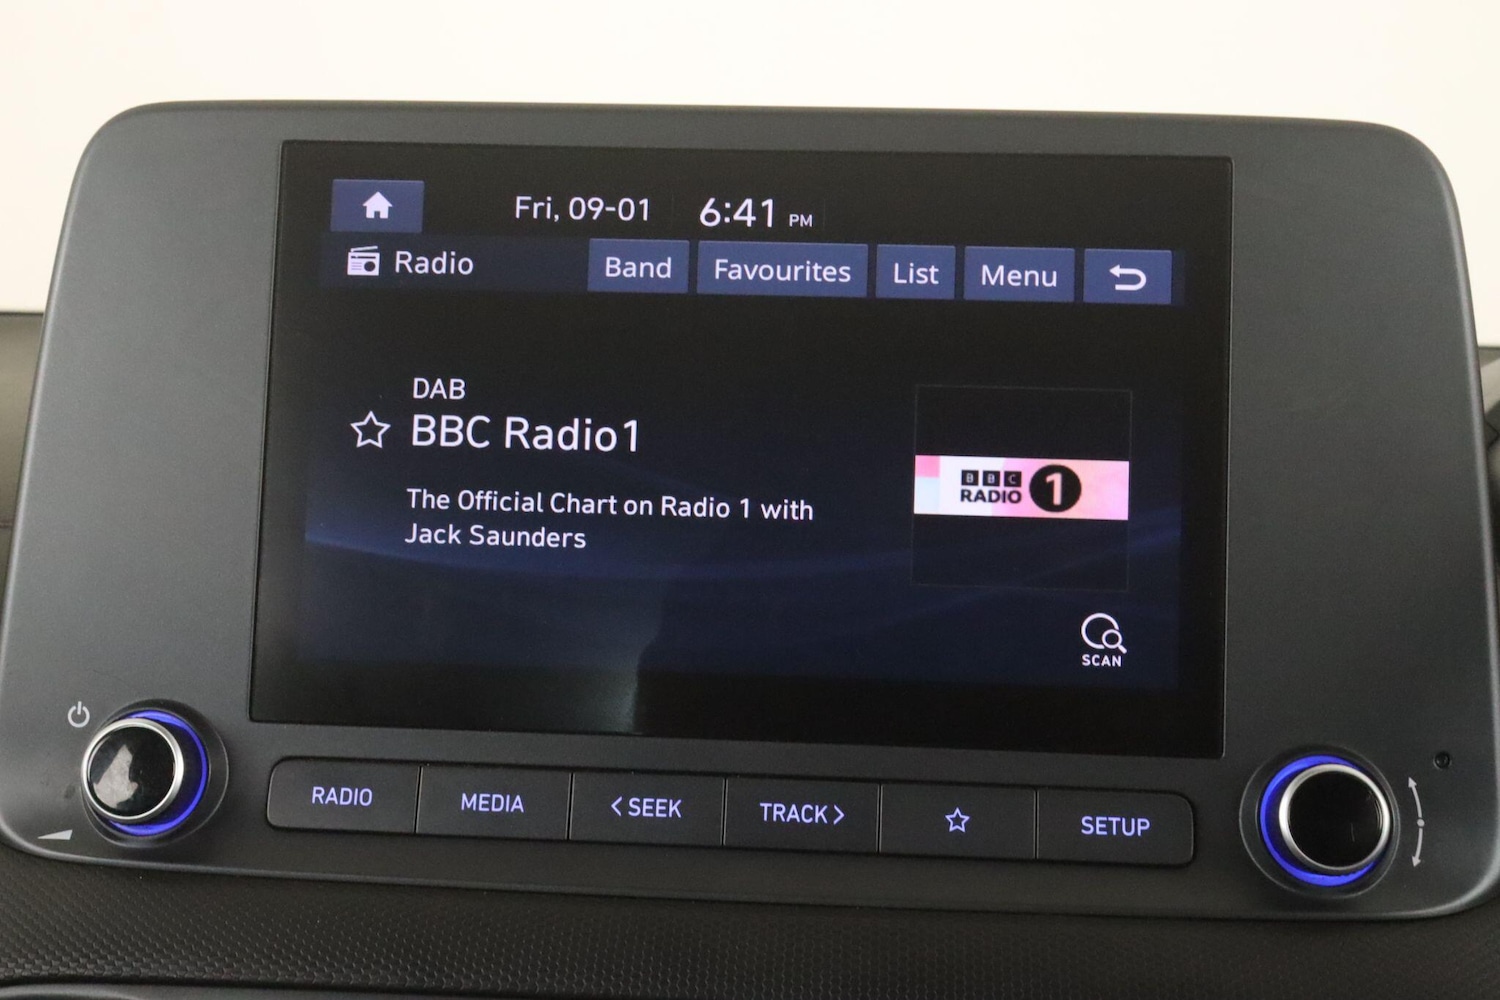 Fri, 09-01 6:41 PM
Radio Band Favourites List Menu
DAB
BBC Radio1
The Official Chart on Radio 1 with
Jack Saunders
BBC
RADIO 1
SCAN
RADIO MEDIA <SEEK TRACK> SETUP